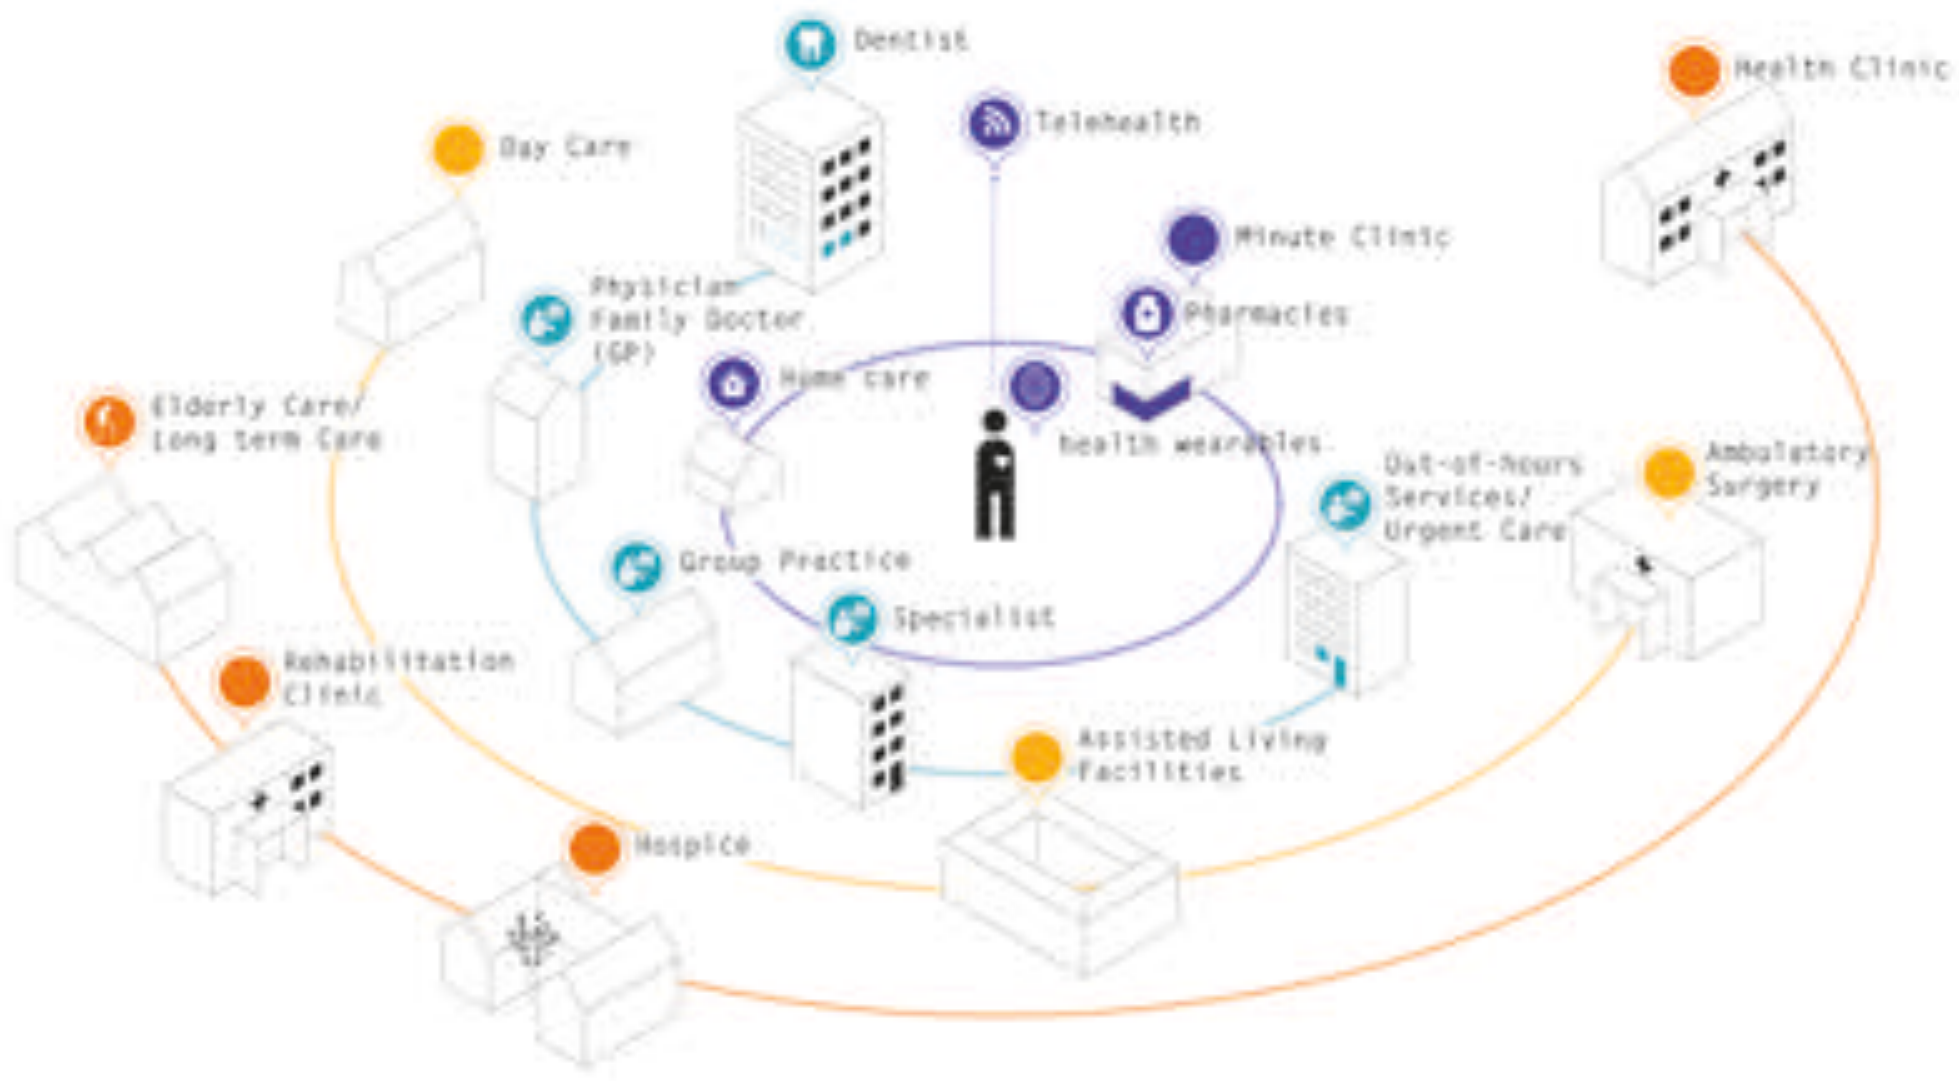 Dentist
Health Clinic
Telehealth
Day Care
Minute Clinic
Physician
Family Doctor
(GP)
Pharmacies
Home care
Elderly Care/
Long term Care
health wearables
Out-of-hours
Services/
Urgent Care
Ambulatory
Surgery
Group Practice
Specialist
Rehabilitation
Clinic
Assisted Living
Facilities
Hospice